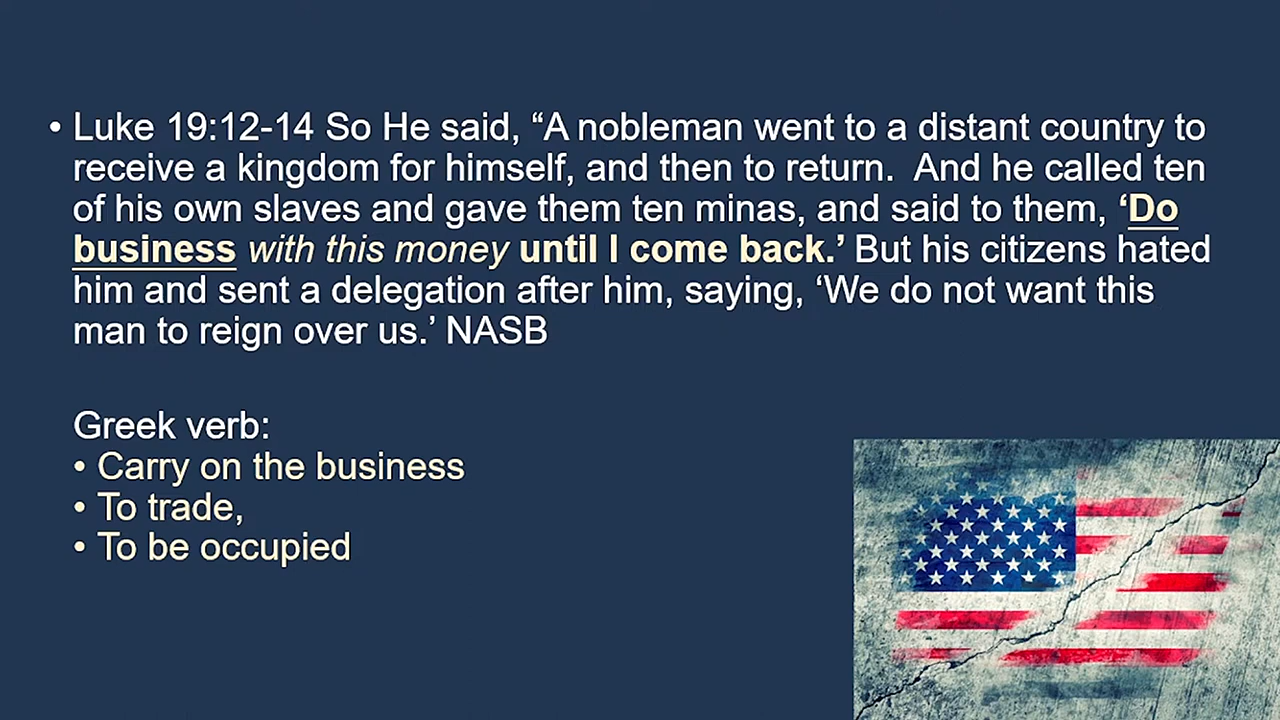 • Luke 19:12-14 So He said, “A nobleman went to a distant country to
receive a kingdom for himself, and then to return.  And he called ten
of his own slaves and gave them ten minas, and said to them, ‘Do
business with this money until I come back.’ But his citizens hated
him and sent a delegation after him, saying, ‘We do not want this
man to reign over us.’ NASB
Greek verb:
• Carry on the business
• To trade,
• To be occupied